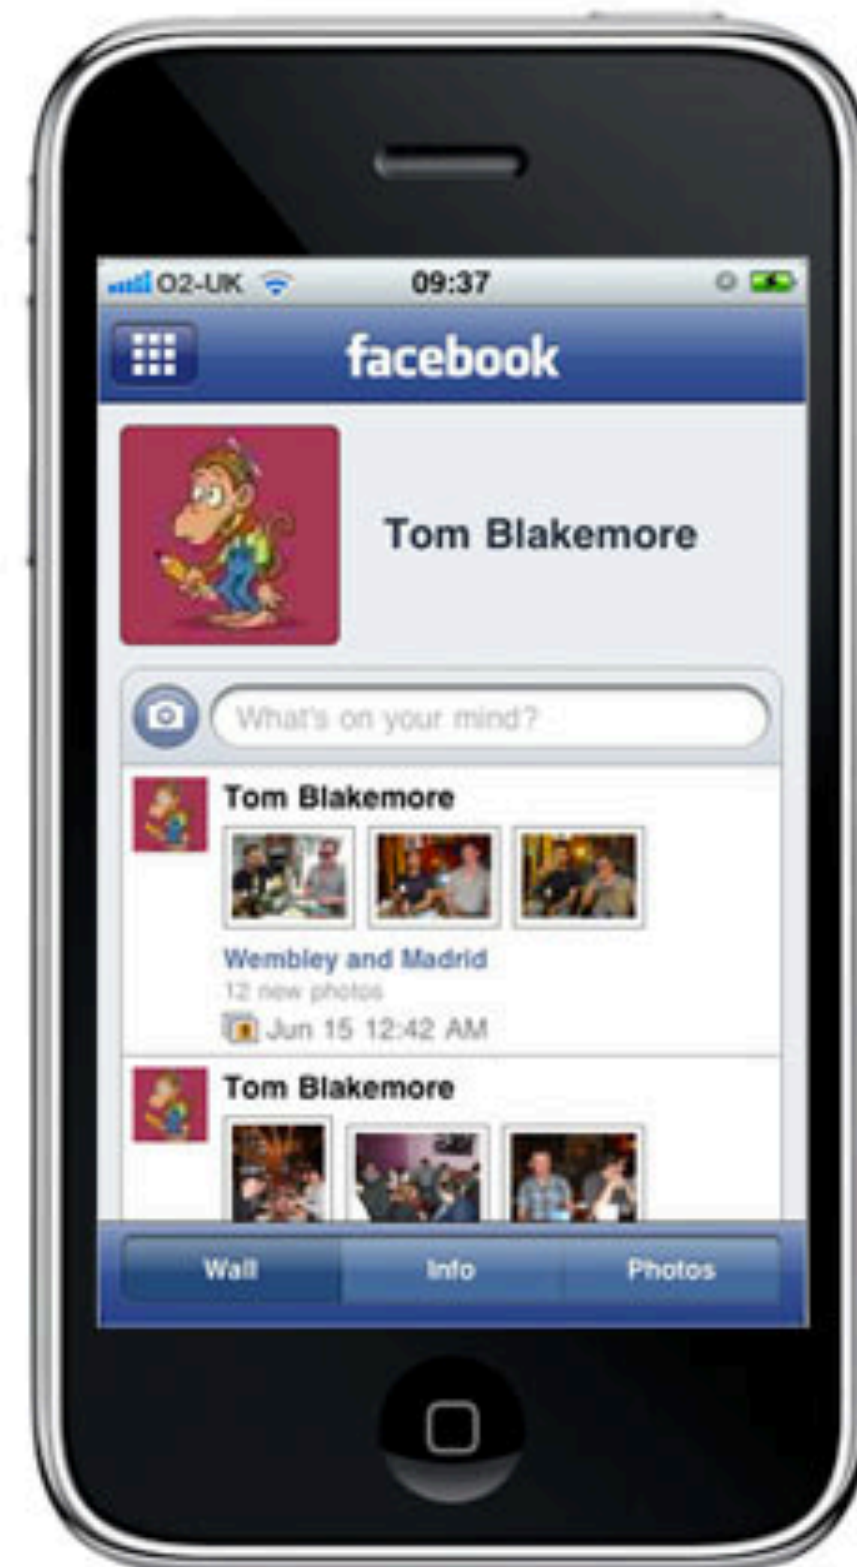 O2-UK 09:37
facebook
Tom Blakemore
What's on your mind?
Tom Blakemore
Wembley and Madrid
12 new photos
Jun 15 12:42 AM
Tom Blakemore
Wall Info Photos